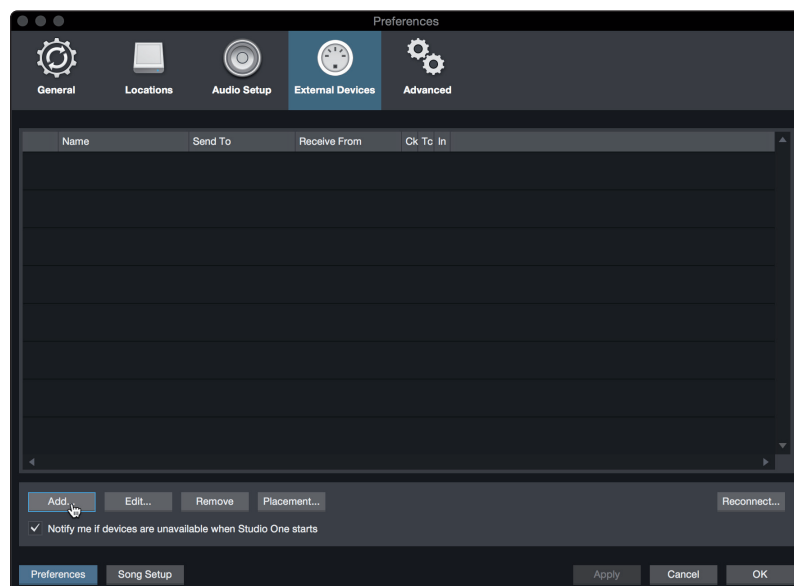 Preferences
General Locations Audio Setup External Devices Advanced
Name Send To Receive From Ck Tc In
Add... Edit... Remove Placement... Reconnect...
Notify me if devices are unavailable when Studio One starts
Preferences Song Setup Apply Cancel OK